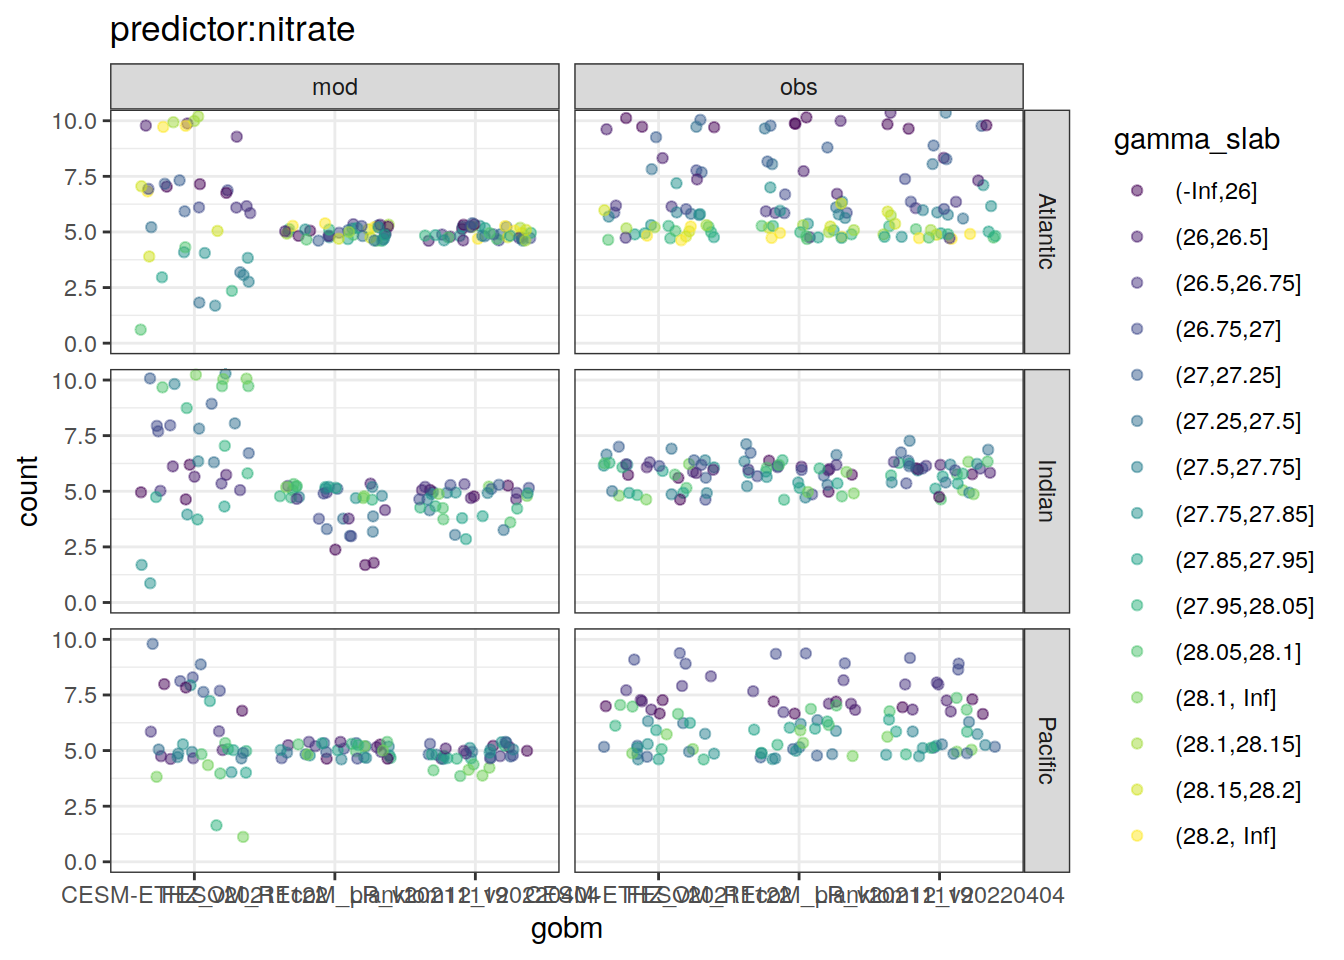 predictor:nitrate
mod
obs
10.0
7.5
5.0
2.5
0.0
Atlantic
10.0
7.5
5.0
2.5
0.0
Indian
10.0
7.5
5.0
2.5
0.0
Pacific
count
gobm
gamma_slab
(-Inf,26]
(26,26.5]
(26.5,26.75]
(26.75,27]
(27,27.25]
(27.25,27.5]
(27.5,27.75]
(27.75,27.85]
(27.85,27.95]
(27.95,28.05]
(28.05,28.1]
(28.1, Inf]
(28.1,28.15]
(28.15,28.2]
(28.2, Inf]